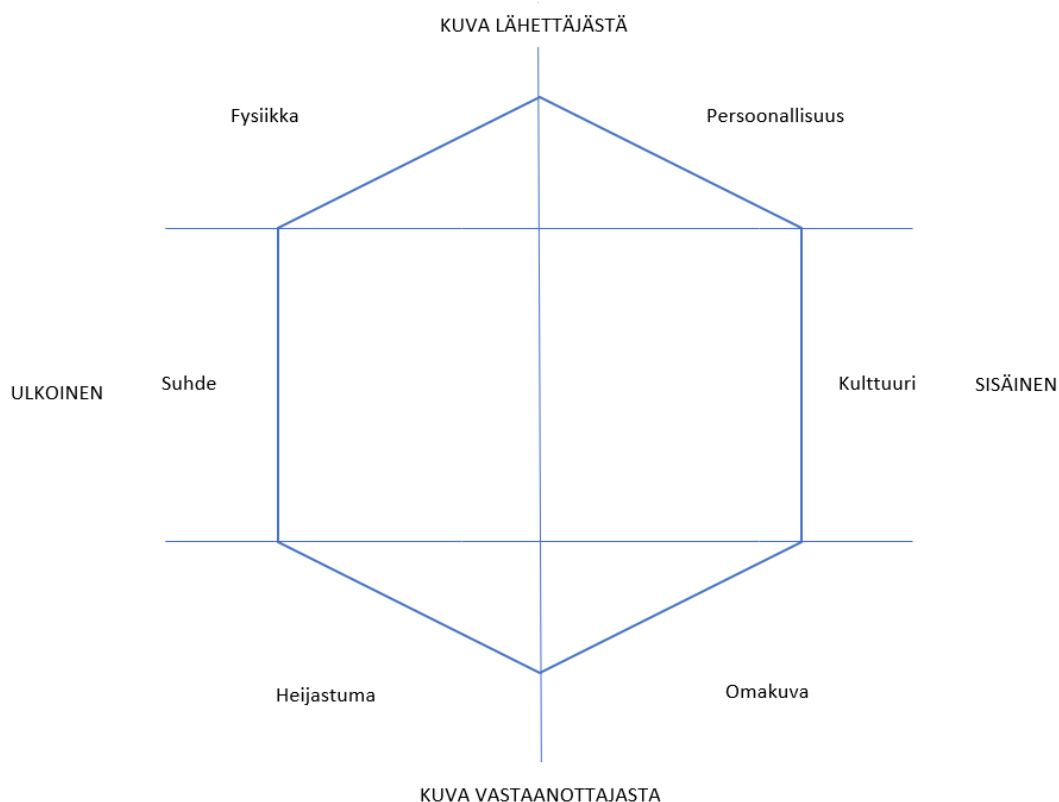 KUVA LÄHETTÄJÄSTÄ
Fysiikka
Persoonallisuus
ULKOINEN
Suhde
Kulttuuri
SISÄINEN
Heijastuma
Omakuva
KUVA VASTAANOTTAJASTA